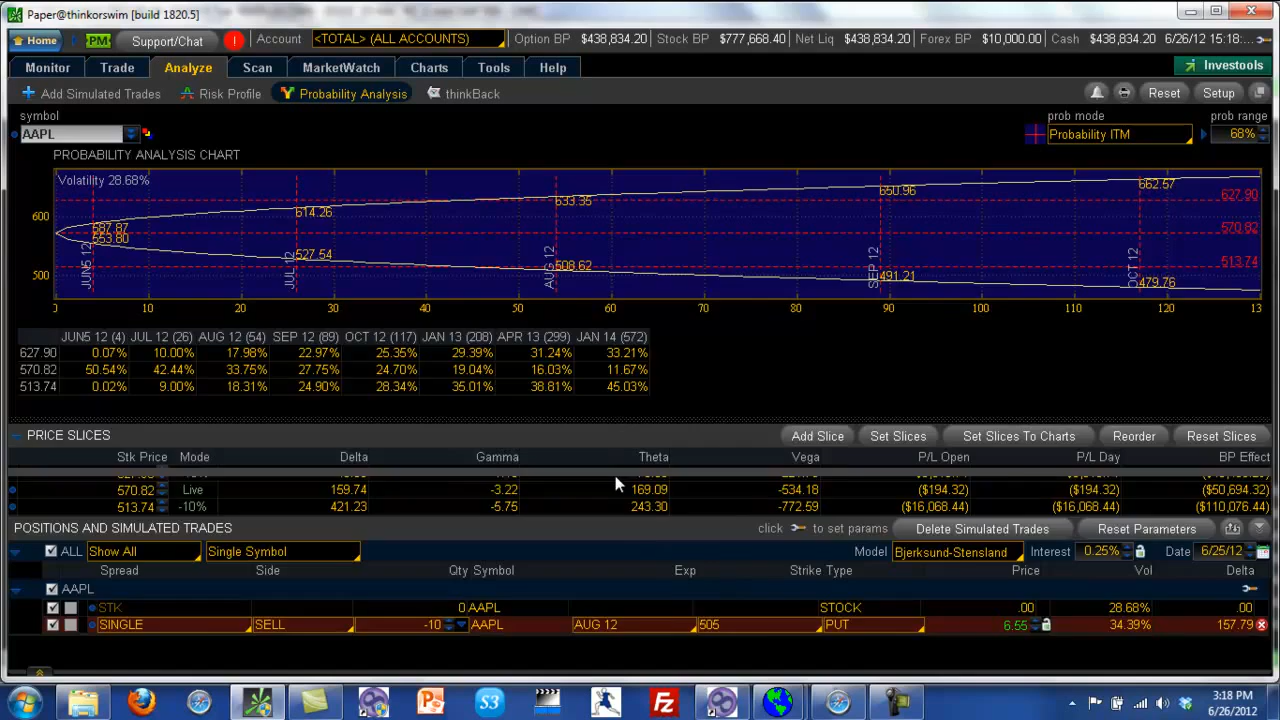 Paper@thinkorswim [build 1820.5]
Home PM Support/Chat ! Account <TOTAL> (ALL ACCOUNTS) Option BP $438,834.20 Stock BP $777,668.40 Net Liq $438,834.20 Forex BP $10,000.00 Cash $438,834.20 6/26/12 15:18:...
Monitor Trade Analyze Scan MarketWatch Charts Tools Help Investools
Add Simulated Trades Risk Profile Probability Analysis thinkBack Reset Setup
symbol prob mode prob range
AAPL Probability ITM 68%
PROBABILITY ANALYSIS CHART
Volatility 28.68%
600
500
587.87
553.80
614.26
527.54
633.35
508.62
650.96
491.21
662.57
479.76
627.90
570.82
513.74
JUN5 12 JUL 12 AUG 12 SEP 12 OCT 12
0 10 20 30 40 50 60 70 80 90 100 110 120 13
JUN5 12 (4) JUL 12 (26) AUG 12 (54) SEP 12 (89) OCT 12 (117) JAN 13 (208) APR 13 (299) JAN 14 (572)
627.90 0.07% 10.00% 17.98% 22.97% 25.35% 29.39% 31.24% 33.21%
570.82 50.54% 42.44% 33.75% 27.75% 24.70% 19.04% 16.03% 11.67%
513.74 0.02% 9.00% 18.31% 24.90% 28.34% 35.01% 38.81% 45.03%
PRICE SLICES Add Slice Set Slices Set Slices To Charts Reorder Reset Slices
Stk Price Mode Delta Gamma Theta Vega P/L Open P/L Day BP Effect
570.82 Live 159.74 -3.22 169.09 -534.18 ($194.32) ($194.32) ($50,694.32)
513.74 -10% 421.23 -5.75 243.30 -772.59 ($16,068.44) ($16,068.44) ($110,076.44)
POSITIONS AND SIMULATED TRADES click to set params Delete Simulated Trades Reset Parameters
ALL Show All Single Symbol Model Bjerksund-Stensland Interest 0.25% Date 6/25/12
Spread Side Qty Symbol Exp Strike Type Price Vol Delta
AAPL
STK 0 AAPL STOCK .00 28.68% .00
SINGLE SELL -10 AAPL AUG 12 505 PUT 6.55 34.39% 157.79
3:18 PM
6/26/2012